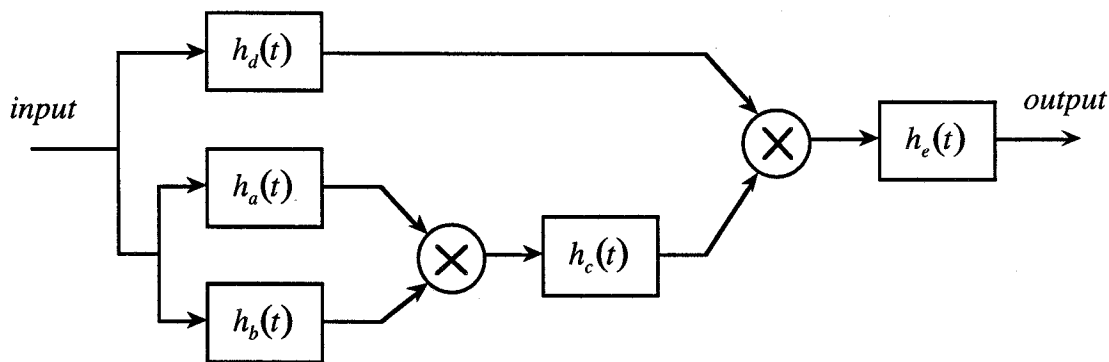 input
h_d(t)
h_a(t)
h_b(t)
h_c(t)
h_e(t)
output